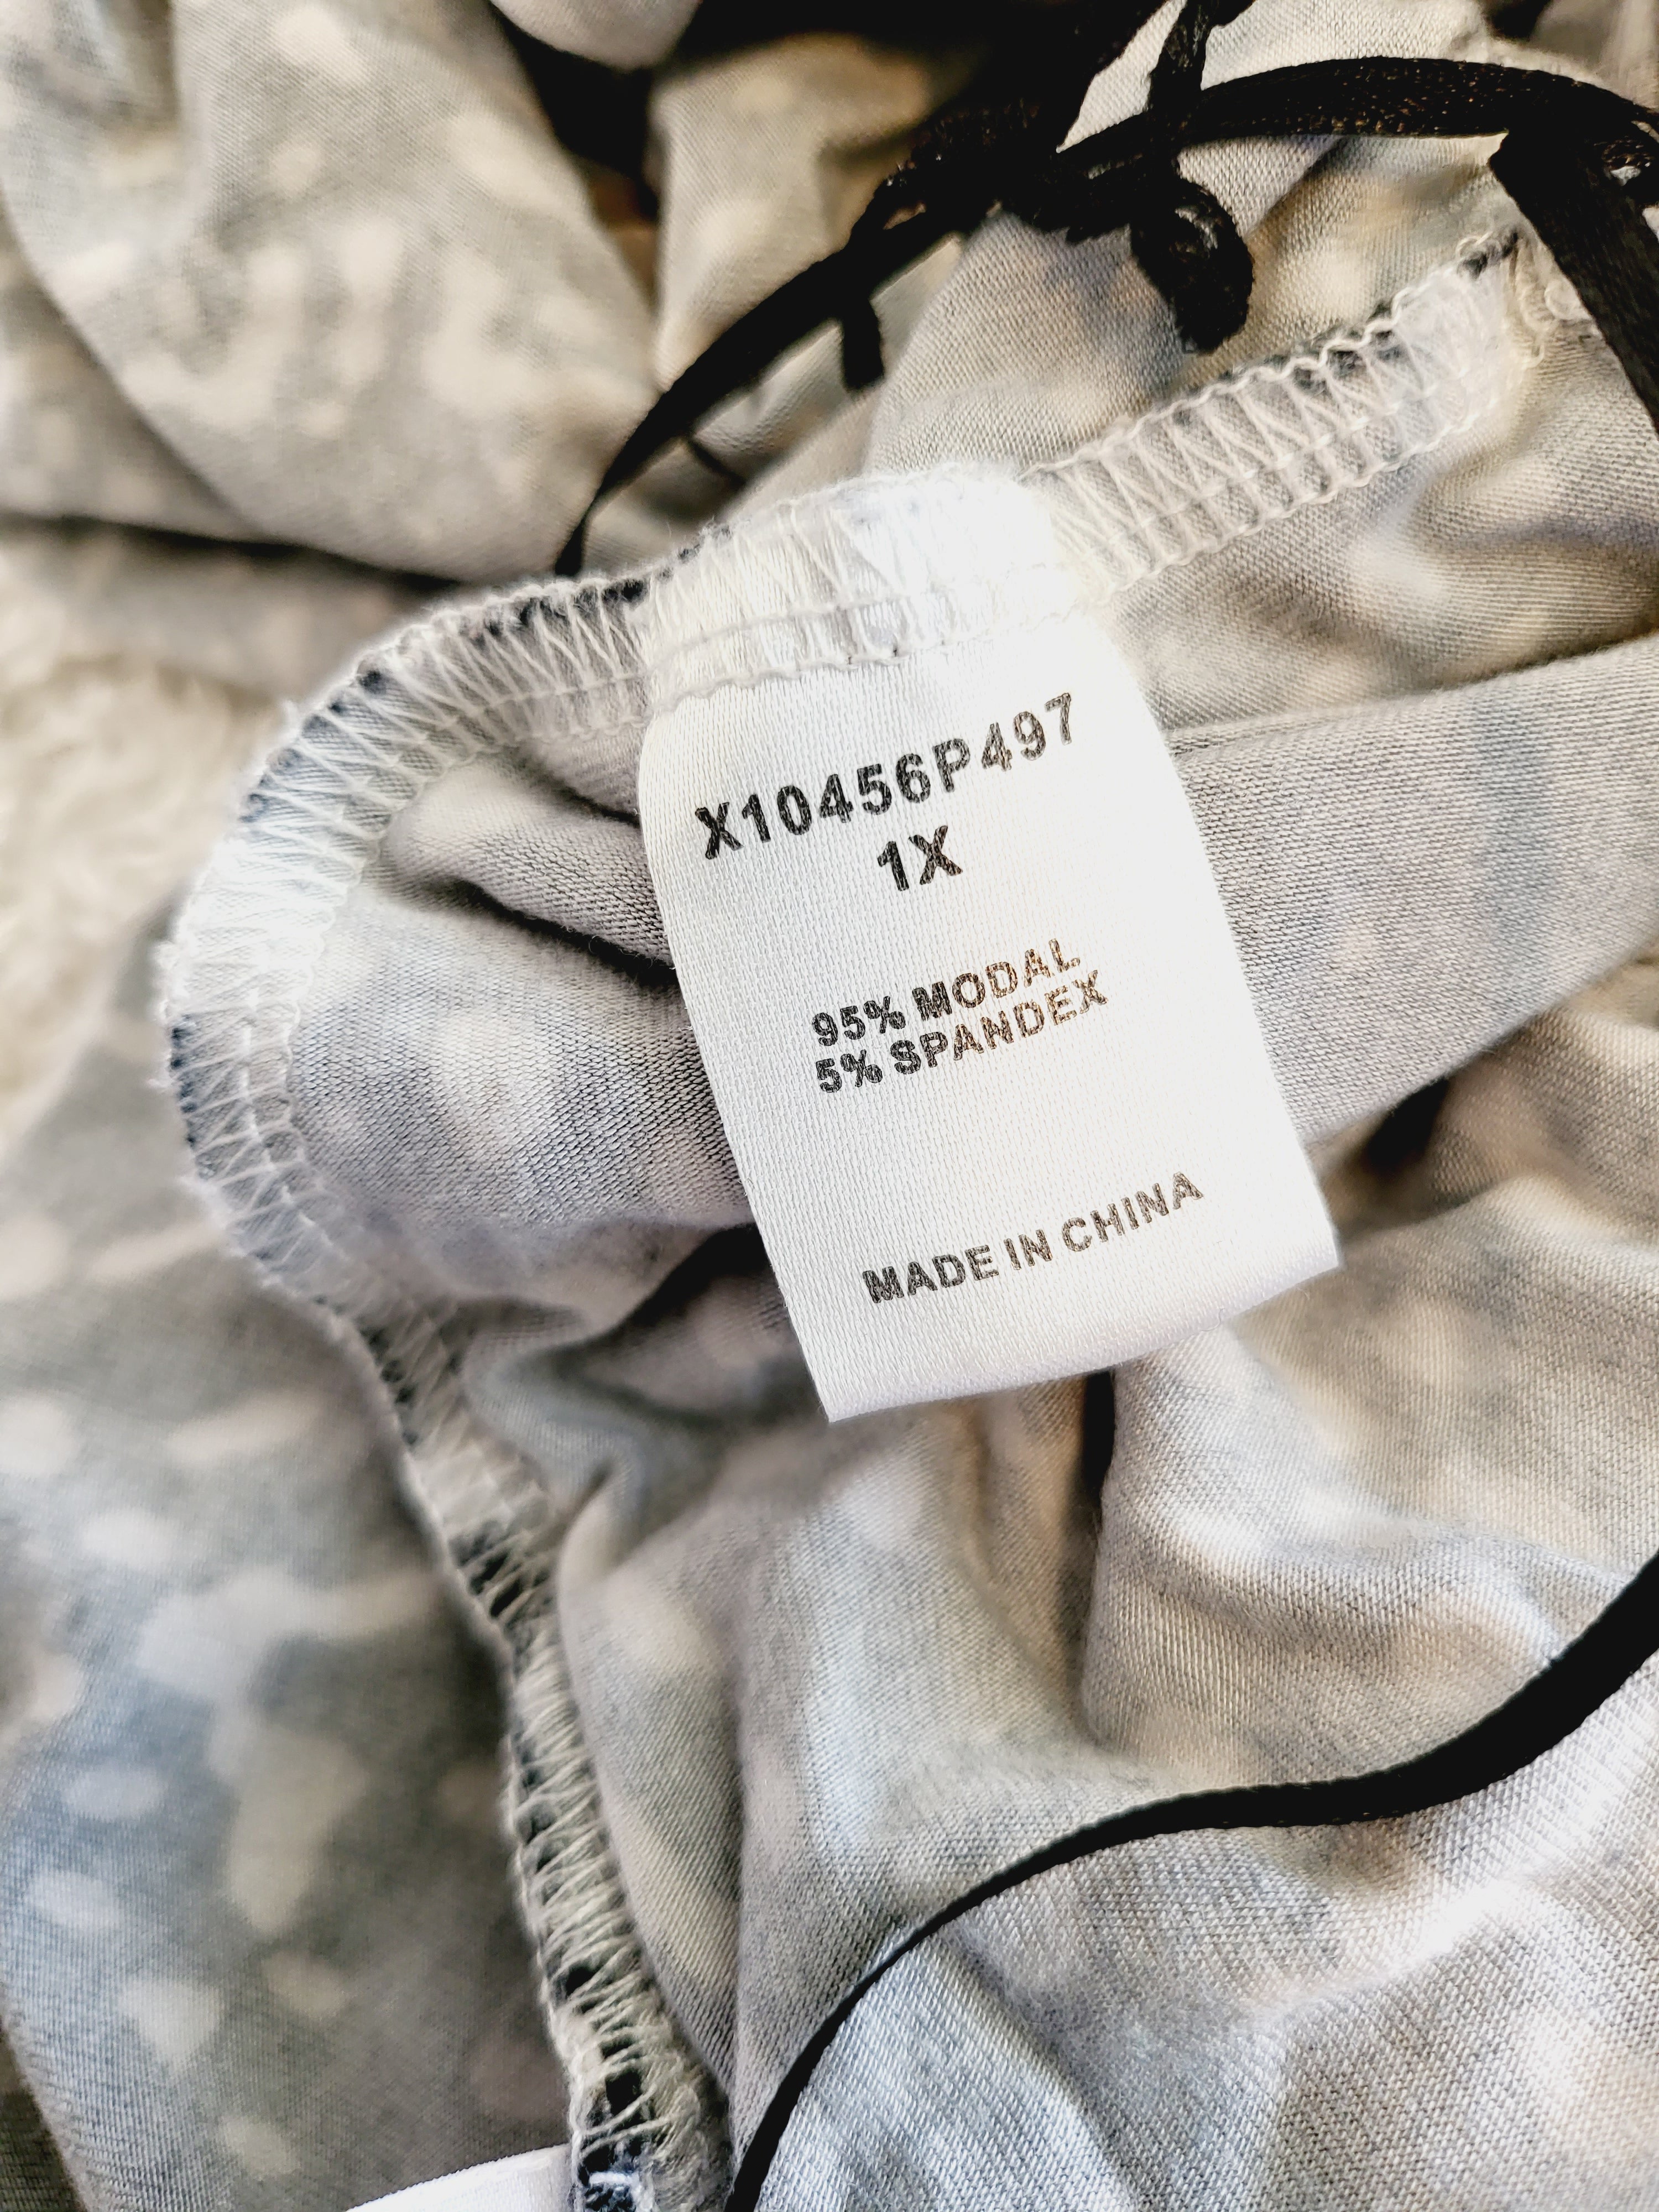 X10456P497
1X
95% MODAL
5% SPANDEX
MADE IN CHINA